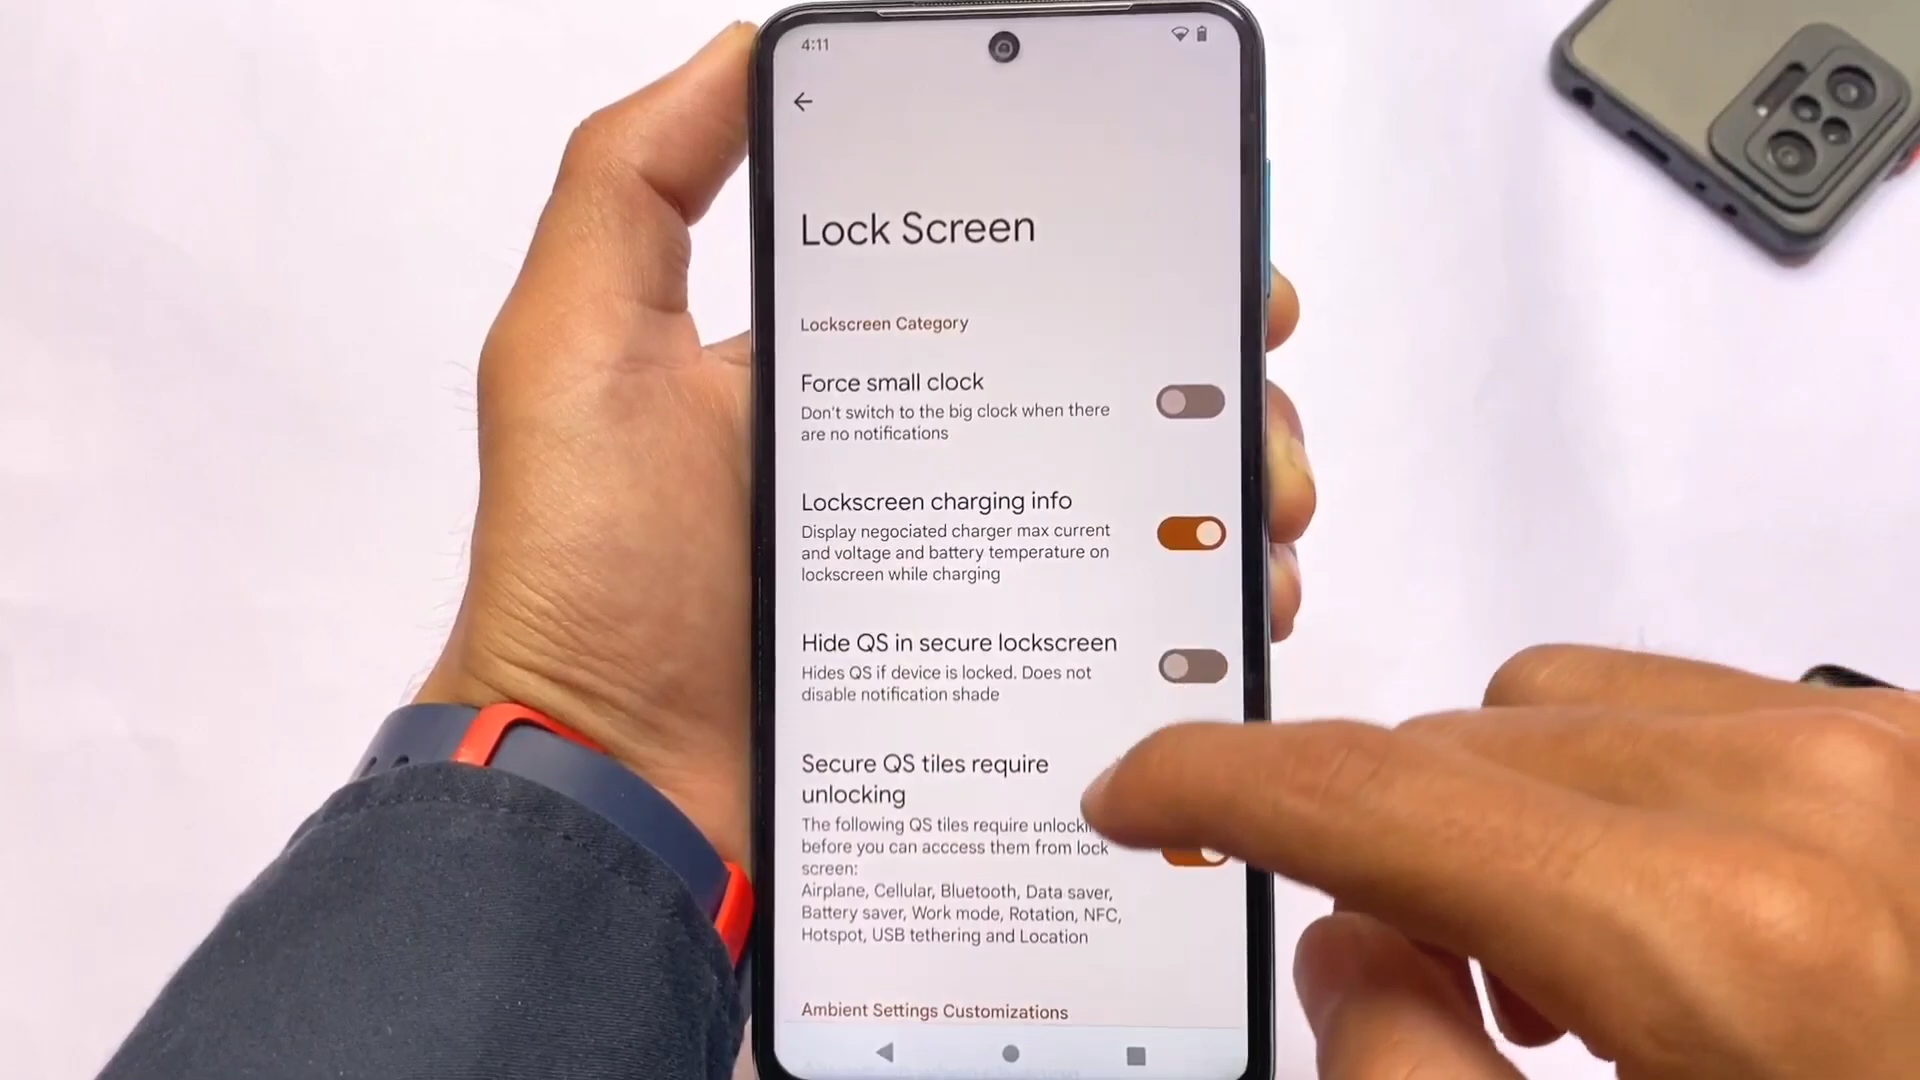 4:11
Lock Screen
Lockscreen Category
Force small clock
Don't switch to the big clock when there
are no notifications
Lockscreen charging info
Display negociated charger max current
and voltage and battery temperature on
lockscreen while charging
Hide QS in secure lockscreen
Hides QS if device is locked. Does not
disable notification shade
Secure QS tiles require
unlocking
The following QS tiles require
before you can acccess them from lock
screen:
Airplane, Cellular, Bluetooth, Data saver,
Battery saver, Work mode, Rotation, NFC,
Hotspot, USB tethering and Location
Ambient Settings Customizations